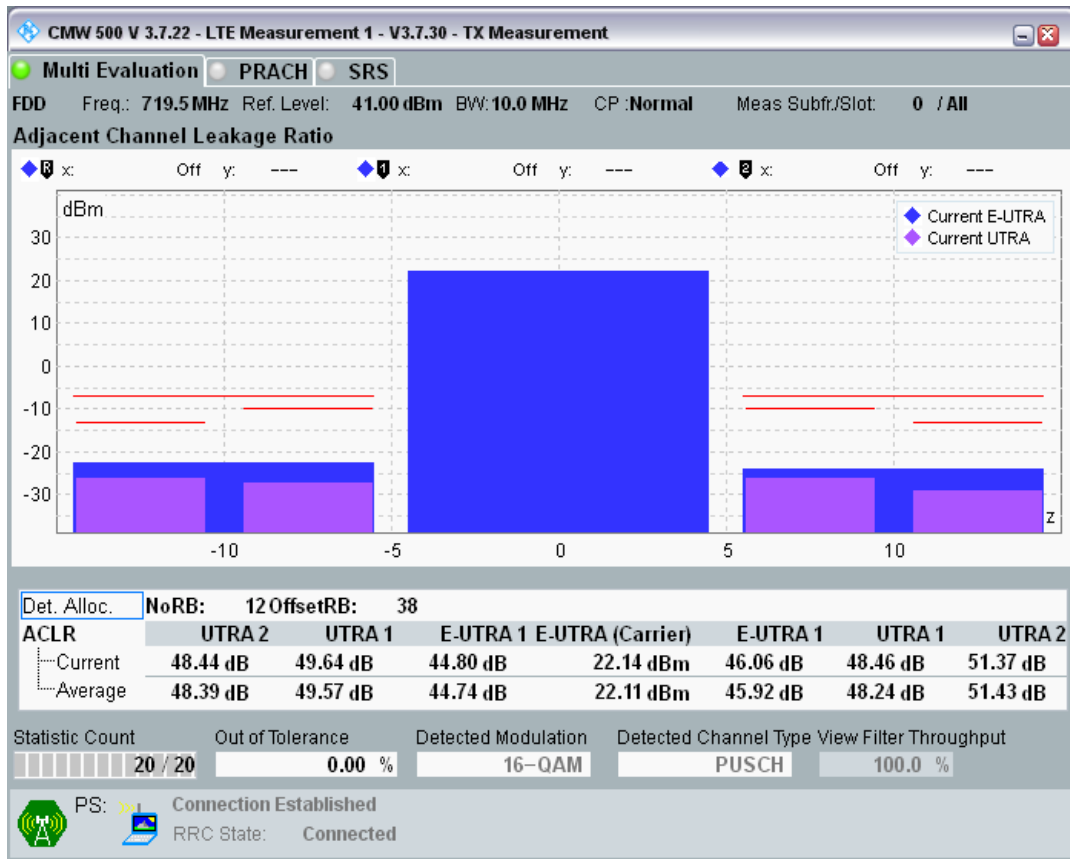 CMW 500 V 3.7.22 - LTE Measurement 1 - V3.7.30 - TX Measurement
Multi Evaluation PRACH SRS
FDD Freq.: 719.5 MHz Ref. Level: 41.00 dBm BW: 10.0 MHz CP :Normal Meas Subfr./Slot: 0 / All
Adjacent Channel Leakage Ratio
R x: Off y: --- 1 x: Off y: --- 2 x: Off y: ---
dBm
Current E-UTRA
Current UTRA
30
20
10
0
-10
-20
-30
z
-10 -5 0 5 10
Det. Alloc. NoRB: 12 OffsetRB: 38
ACLR UTRA 2 UTRA 1 E-UTRA 1 E-UTRA (Carrier) E-UTRA 1 UTRA 1 UTRA 2
Current 48.44 dB 49.64 dB 44.80 dB 22.14 dBm 46.06 dB 48.46 dB 51.37 dB
Average 48.39 dB 49.57 dB 44.74 dB 22.11 dBm 45.92 dB 48.24 dB 51.43 dB
Statistic Count Out of Tolerance Detected Modulation Detected Channel Type View Filter Throughput
20 / 20 0.00 % 16-QAM PUSCH 100.0 %
PS: Connection Established
RRC State: Connected